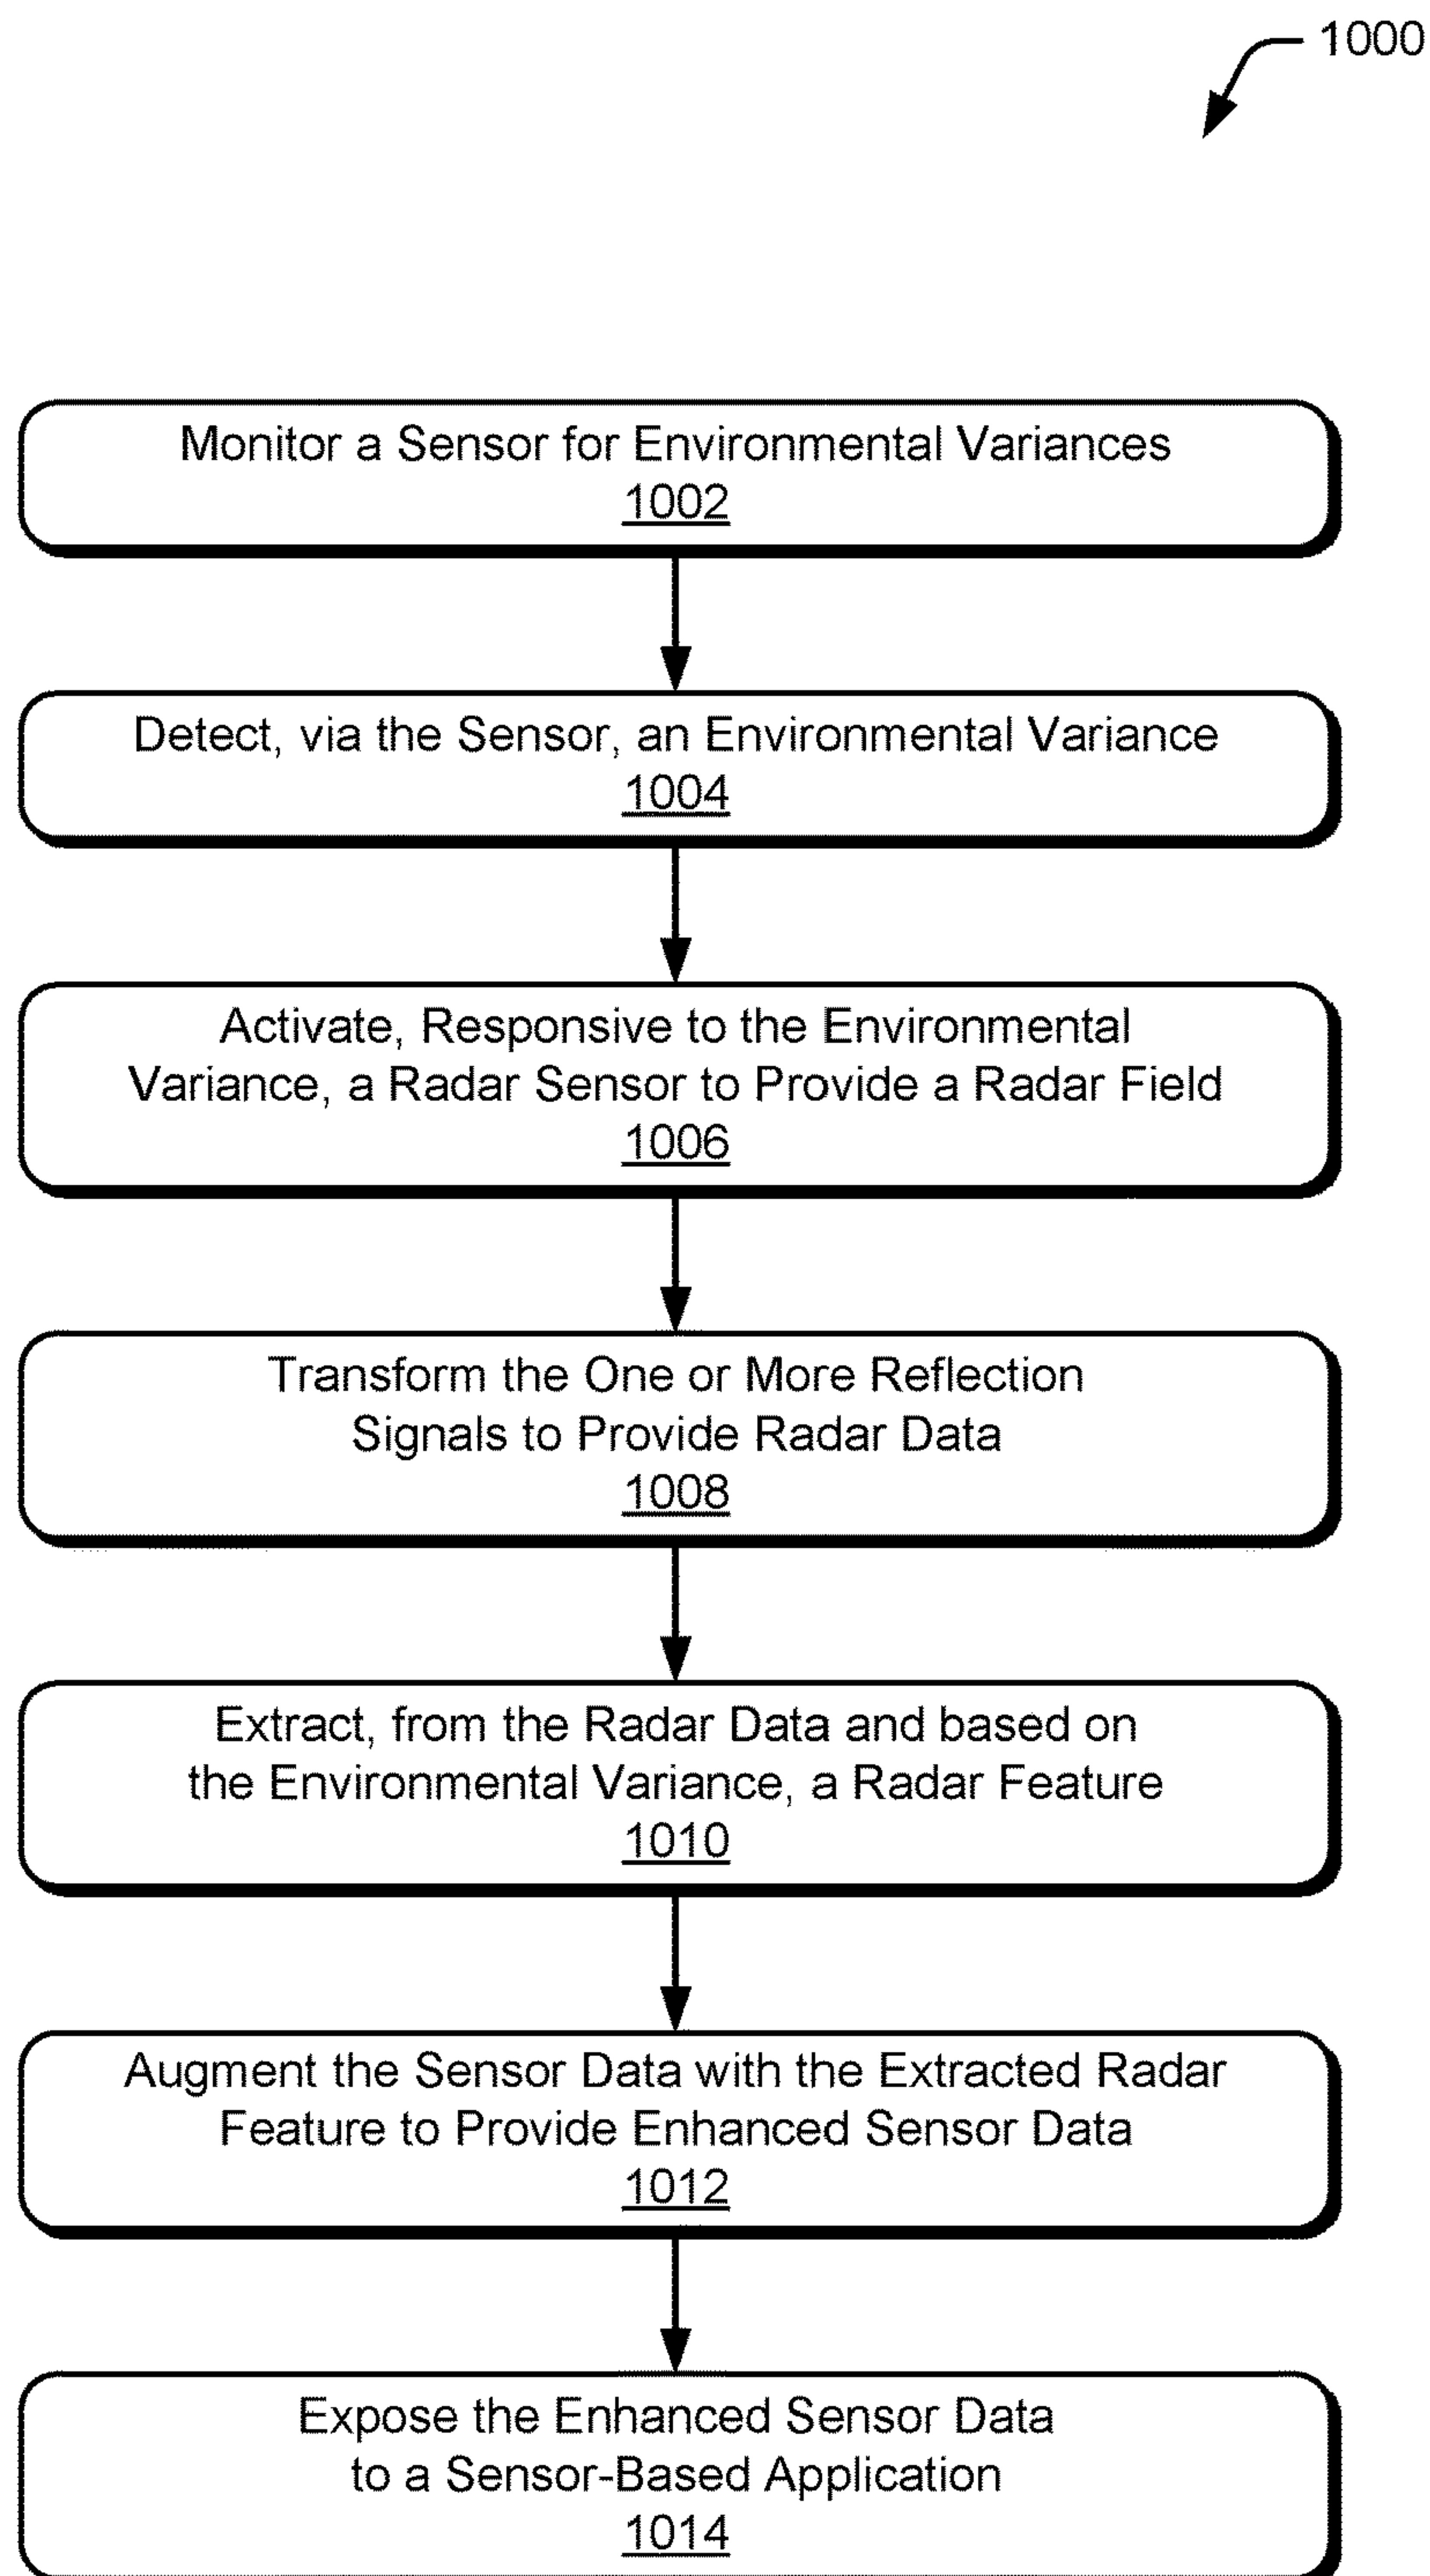 1000
Monitor a Sensor for Environmental Variances
1002
Detect, via the Sensor, an Environmental Variance
1004
Activate, Responsive to the Environmental
Variance, a Radar Sensor to Provide a Radar Field
1006
Transform the One or More Reflection
Signals to Provide Radar Data
1008
Extract, from the Radar Data and based on
the Environmental Variance, a Radar Feature
1010
Augment the Sensor Data with the Extracted Radar
Feature to Provide Enhanced Sensor Data
1012
Expose the Enhanced Sensor Data
to a Sensor-Based Application
1014